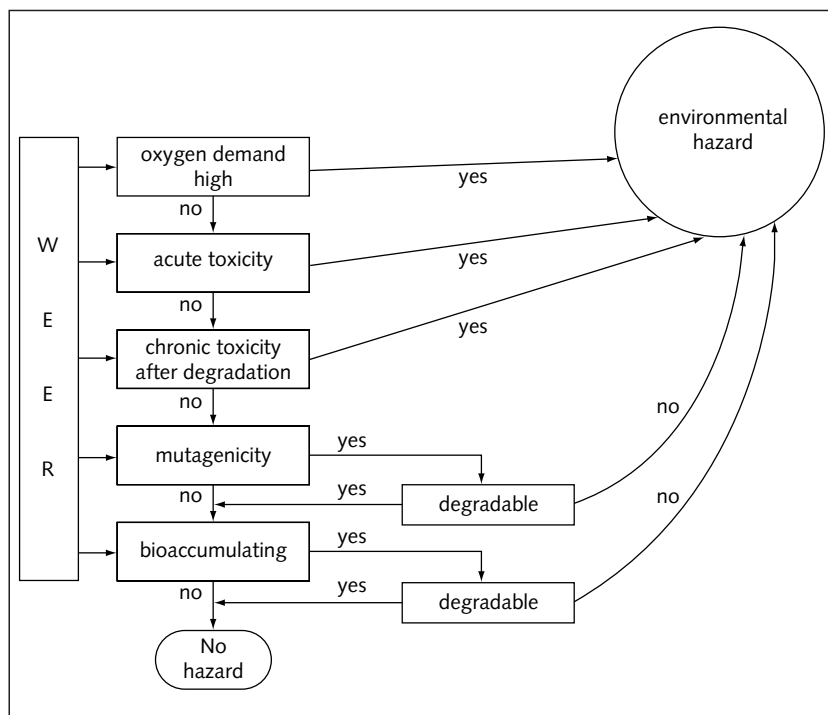 environmental
hazard
oxygen demand
high
yes
no
W
E
E
R
acute toxicity
yes
no
chronic toxicity
after degradation
yes
no
mutagenicity
yes
degradable
no
yes
no
bioaccumulating
yes
degradable
no
yes
no
No
hazard